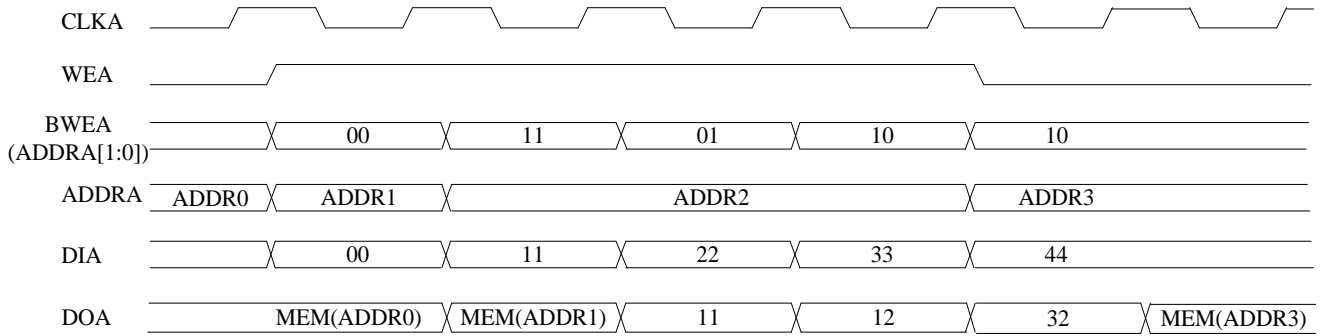 CLKA
WEA
BWEA 00 11 01 10 10
(ADDRA[1:0])
ADDRA ADDR0 ADDR1 ADDR2 ADDR3
DIA 00 11 22 33 44
DOA MEM(ADDR0) MEM(ADDR1) 11 12 32 MEM(ADDR3)